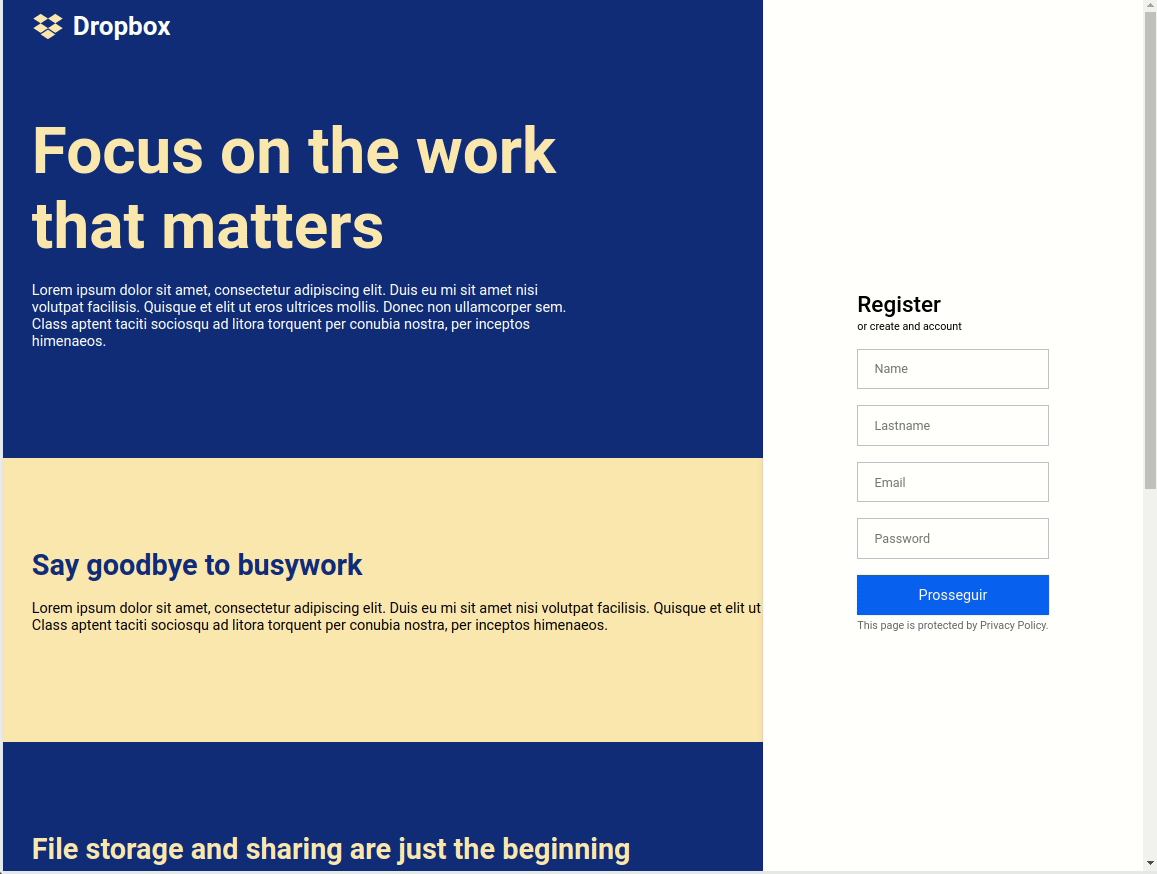 Dropbox
Focus on the work
that matters
Lorem ipsum dolor sit amet, consectetur adipiscing elit. Duis eu mi sit amet nisi
volutpat facilisis. Quisque et elit ut eros ultrices mollis. Donec non ullamcorper sem.
Class aptent taciti sociosqu ad litora torquent per conubia nostra, per inceptos
himenaeos.
Say goodbye to busywork
Lorem ipsum dolor sit amet, consectetur adipiscing elit. Duis eu mi sit amet nisi volutpat facilisis. Quisque et elit ut
Class aptent taciti sociosqu ad litora torquent per conubia nostra, per inceptos himenaeos.
File storage and sharing are just the beginning
Register
or create and account
Name
Lastname
Email
Password
Prosseguir
This page is protected by Privacy Policy.